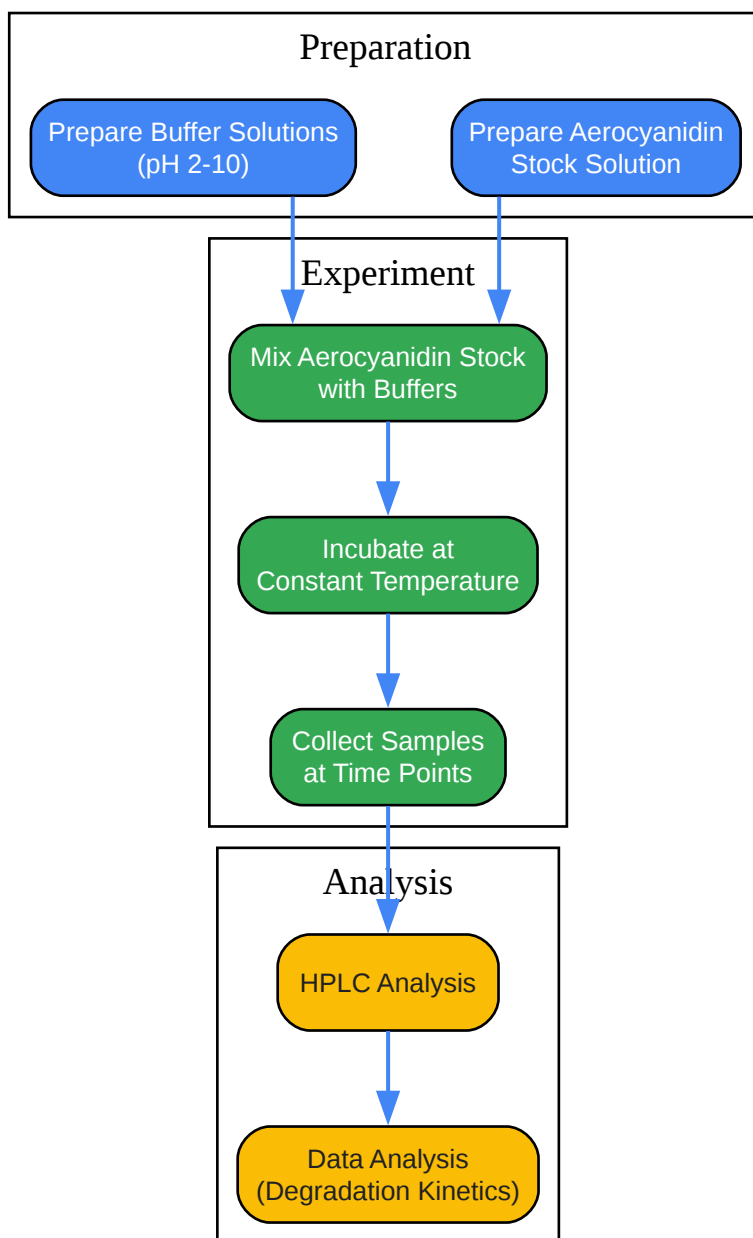 Preparation
Prepare Buffer Solutions
(pH 2-10)
Prepare Aerocyanidin
Stock Solution
Experiment
Mix Aerocyanidin Stock
with Buffers
Incubate at
Constant Temperature
Collect Samples
at Time Points
Analysis
HPLC Analysis
Data Analysis
(Degradation Kinetics)